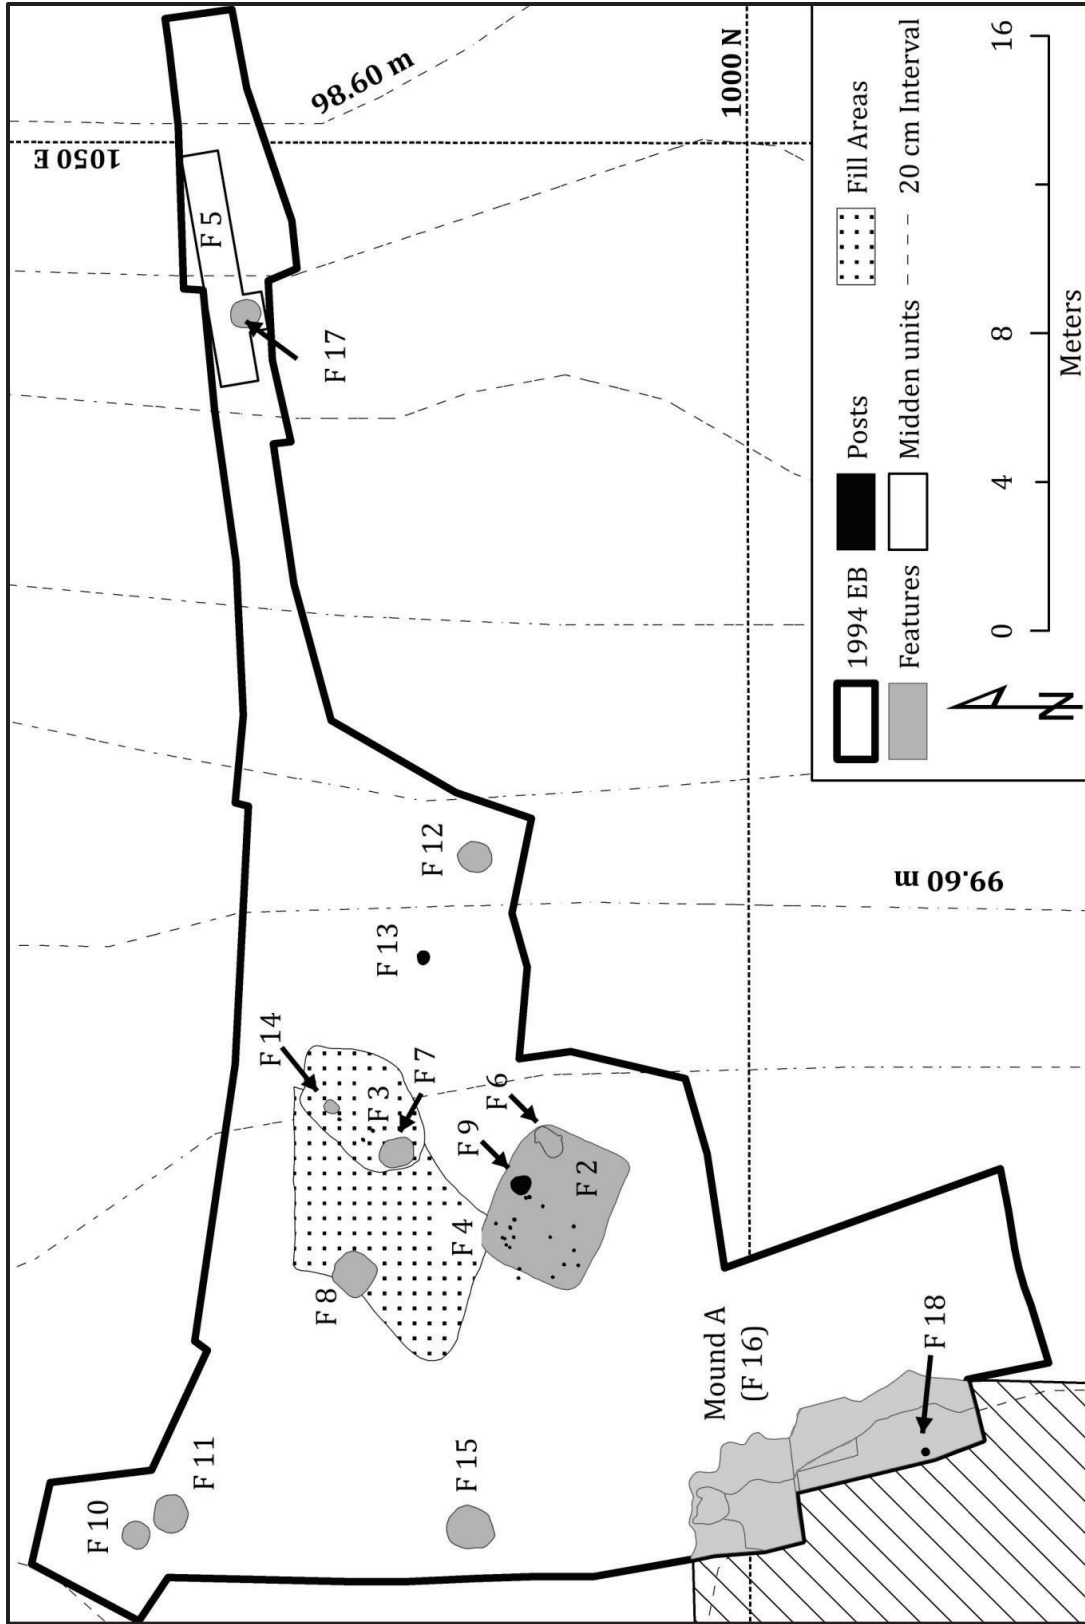 1050 E
98.60 m
F 5
F 17
1000 N
F 14
F 3
F 7
F 13
F 12
99.60 m
F 10
F 11
F 8
F 4
F 9
F 6
F 2
F 15
Mound A
(F 16)
F 18
1994 EB
Posts
Fill Areas
Features
Midden units
20 cm Interval
N
0
4
8
16
Meters